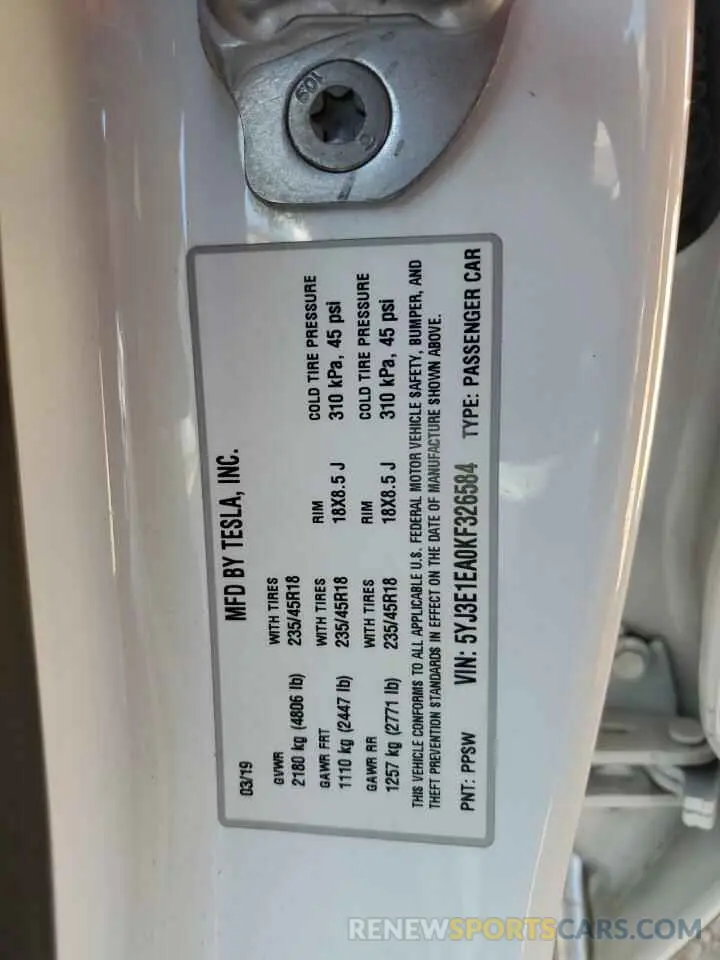 MFD BY TESLA, INC.
03/19
GVWR WITH TIRES
2180 kg (4806 lb) 235/45R18
GAWR FRT WITH TIRES RIM COLD TIRE PRESSURE
1110 kg (2447 lb) 235/45R18 18X8.5 J 310 kPa, 45 psi
GAWR RR WITH TIRES RIM COLD TIRE PRESSURE
1257 kg (2771 lb) 235/45R18 18X8.5 J 310 kPa, 45 psi
THIS VEHICLE CONFORMS TO ALL APPLICABLE U.S. FEDERAL MOTOR VEHICLE SAFETY, BUMPER, AND
THEFT PREVENTION STANDARDS IN EFFECT ON THE DATE OF MANUFACTURE SHOWN ABOVE.
PNT: PPSW VIN: 5YJ3E1EA0KF326584 TYPE: PASSENGER CAR
RENEWSPORTSCARS.COM